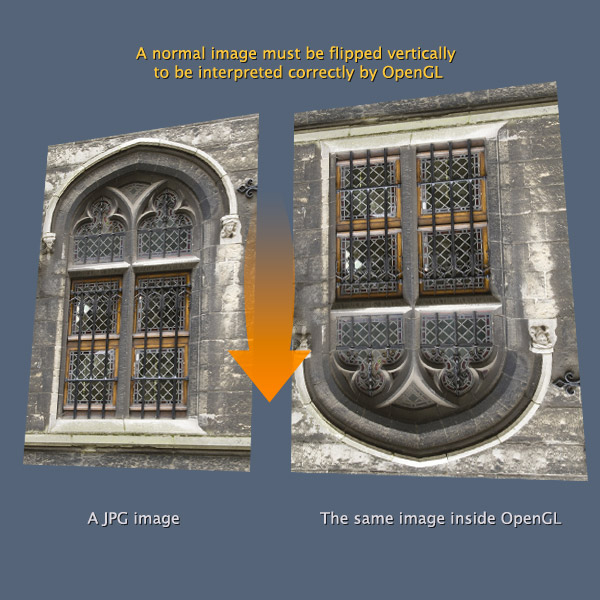 A normal image must be flipped vertically
to be interpreted correctly by OpenGL
A JPG image
The same image inside OpenGL